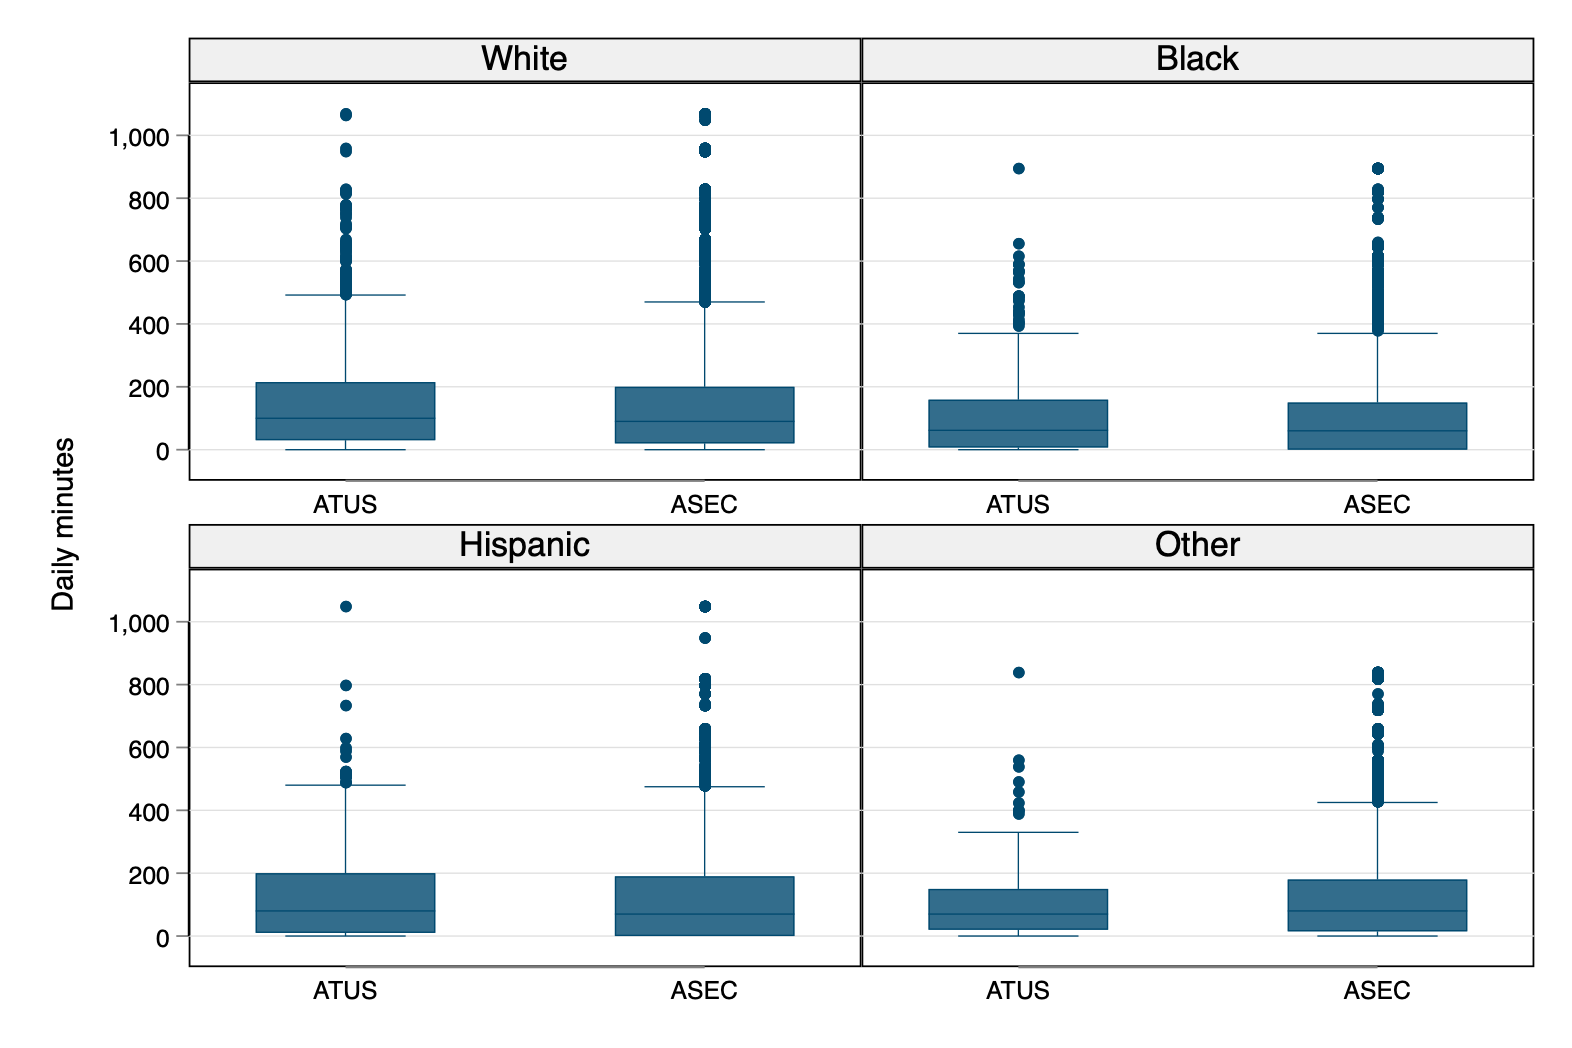 White
Black
1,000
800
600
400
200
0
ATUS
ASEC
ATUS
ASEC
Daily minutes
Hispanic
Other
1,000
800
600
400
200
0
ATUS
ASEC
ATUS
ASEC